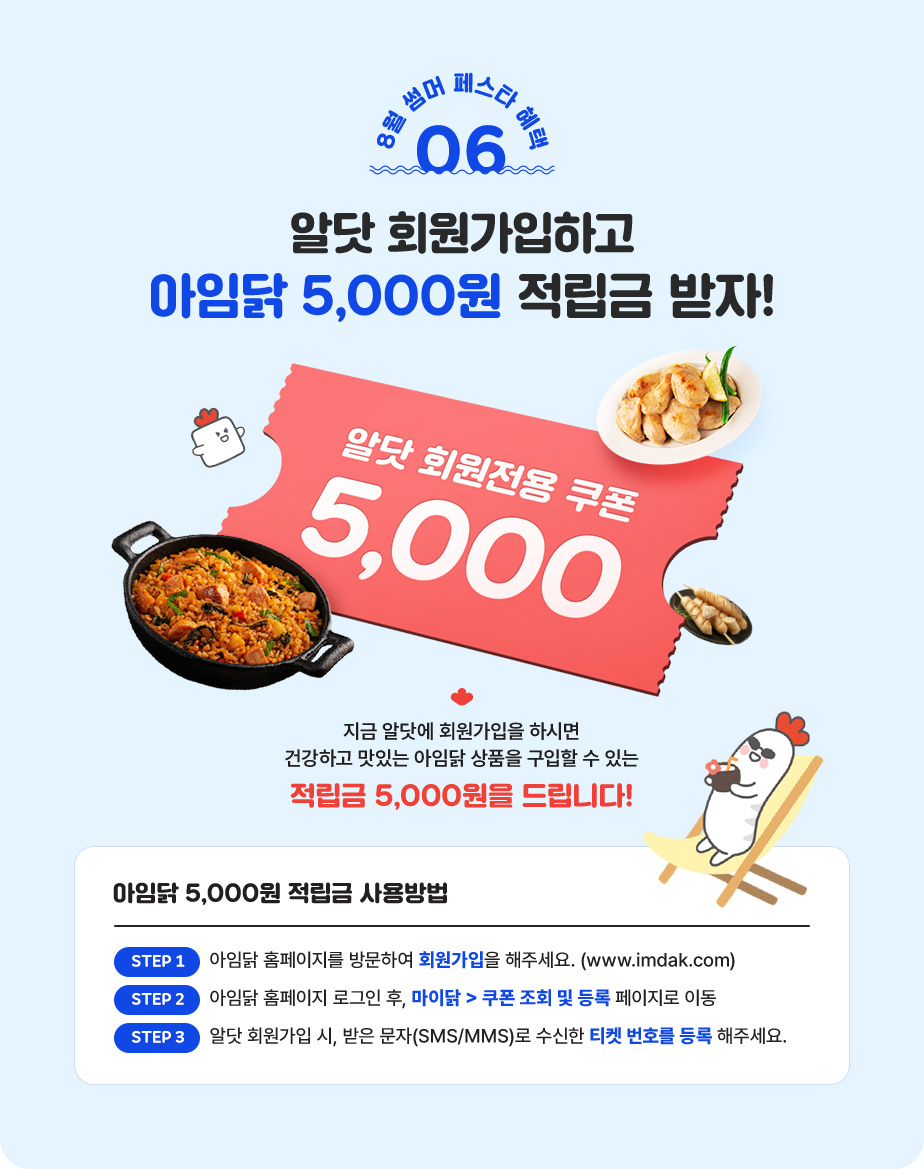 8월 썸머 페스타 혜택
06
알닷 회원가입하고
아임닭 5,000원 적립금 받자!
알닷 회원전용 쿠폰
5,000
지금 알닷에 회원가입을 하시면
건강하고 맛있는 아임닭 상품을 구입할 수 있는
적립금 5,000원을 드립니다!
아임닭 5,000원 적립금 사용방법
STEP 1 아임닭 홈페이지를 방문하여 회원가입을 해주세요. (www.imdak.com)
STEP 2 아임닭 홈페이지 로그인 후, 마이닭 > 쿠폰 조회 및 등록 페이지로 이동
STEP 3 알닷 회원가입 시, 받은 문자(SMS/MMS)로 수신한 티켓 번호를 등록 해주세요.